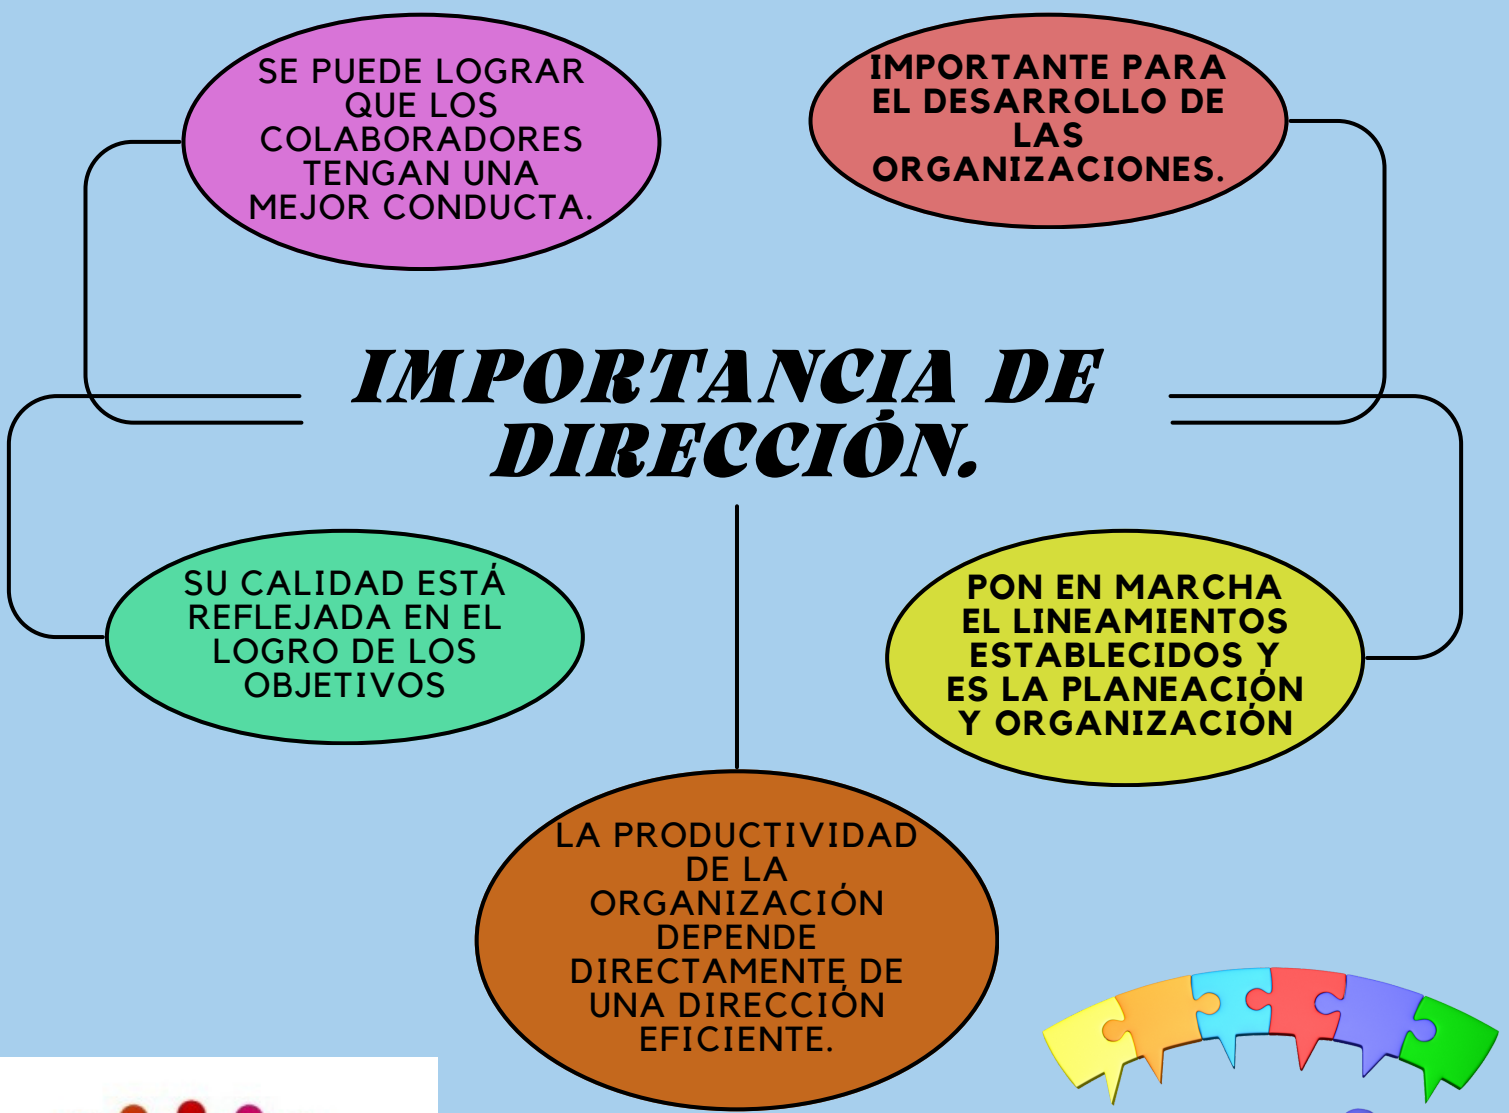 SE PUEDE LOGRAR
QUE LOS
COLABORADORES
TENGAN UNA
MEJOR CONDUCTA.
IMPORTANTE PARA
EL DESARROLLO DE
LAS
ORGANIZACIONES.
IMPORTANCIA DE
DIRECCIÓN.
SU CALIDAD ESTÁ
REFLEJADA EN EL
LOGRO DE LOS
OBJETIVOS
PON EN MARCHA
EL LINEAMIENTOS
ESTABLECIDOS Y
ES LA PLANEACIÓN
Y ORGANIZACIÓN
LA PRODUCTIVIDAD
DE LA
ORGANIZACIÓN
DEPENDE
DIRECTAMENTE DE
UNA DIRECCIÓN
EFICIENTE.